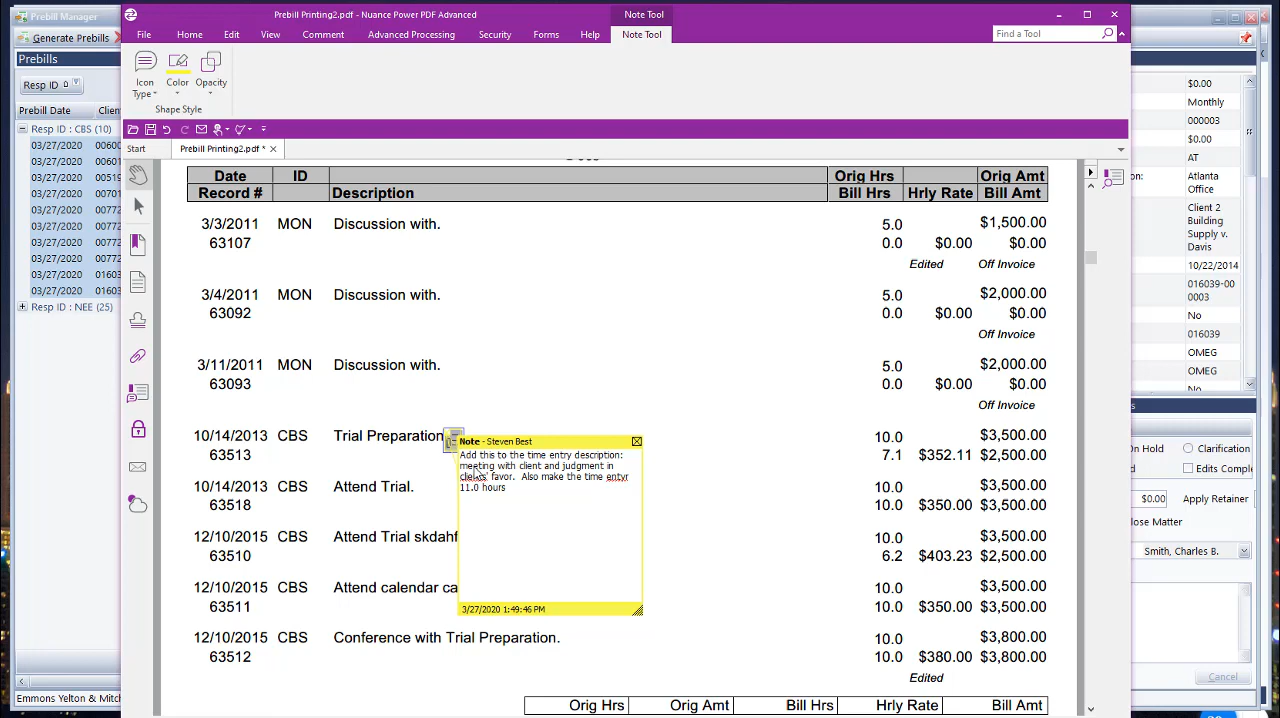 Prebill Manager
Prebill Printing2.pdf - Nuance Power PDF Advanced
Note Tool
Generate Prebills
File Home Edit View Comment Advanced Processing Security Forms Help Note Tool
Find a Tool
Prebills
Resp ID
Icon Type
Color
Opacity
Shape Style
Prebill Date
Resp ID : CBS (10)
03/27/2020 00600
03/27/2020 00601
03/27/2020 00519
03/27/2020 00701
03/27/2020 00772
03/27/2020 00772
03/27/2020 00772
03/27/2020 00772
03/27/2020 01603
03/27/2020 01603
Resp ID : NEE (25)
Start
Prebill Printing2.pdf *
Date ID Orig Hrs Orig Amt
Record # Description Bill Hrs Hrly Rate Bill Amt
3/3/2011 MON Discussion with. 5.0 $1,500.00
63107 0.0 $0.00 $0.00
Edited Off Invoice
3/4/2011 MON Discussion with. 5.0 $2,000.00
63092 0.0 $0.00 $0.00
Off Invoice
3/11/2011 MON Discussion with. 5.0 $2,000.00
63093 0.0 $0.00 $0.00
Off Invoice
10/14/2013 CBS Trial Preparation 10.0 $3,500.00
63513 7.1 $352.11 $2,500.00
10/14/2013 CBS Attend Trial. 10.0 $3,500.00
63518 10.0 $350.00 $3,500.00
12/10/2015 CBS Attend Trial skdahf 10.0 $3,500.00
63510 6.2 $403.23 $2,500.00
12/10/2015 CBS Attend calendar ca 10.0 $3,500.00
63511 10.0 $350.00 $3,500.00
12/10/2015 CBS Conference with Trial Preparation. 10.0 $3,800.00
63512 10.0 $380.00 $3,800.00
Edited
Orig Hrs Orig Amt Bill Hrs Hrly Rate Bill Amt
Note - Steven Best
Add this to the time entry description:
meeting with client and judgment in
favor. Also make the time entyr
11.0 hours
3/27/2020 1:49:46 PM
$0.00
Monthly
000003
$0.00
AT
Atlanta
Office
Client 2
Building
Supply v.
Davis
10/22/2014
016039-00
00003
No
016039
OMEG
OMEG
No
Clarification
Edits Comple
$0.00 Apply Retainer
lose Matter
Smith, Charles B.
Cancel
Emmons Yelton & Mitch